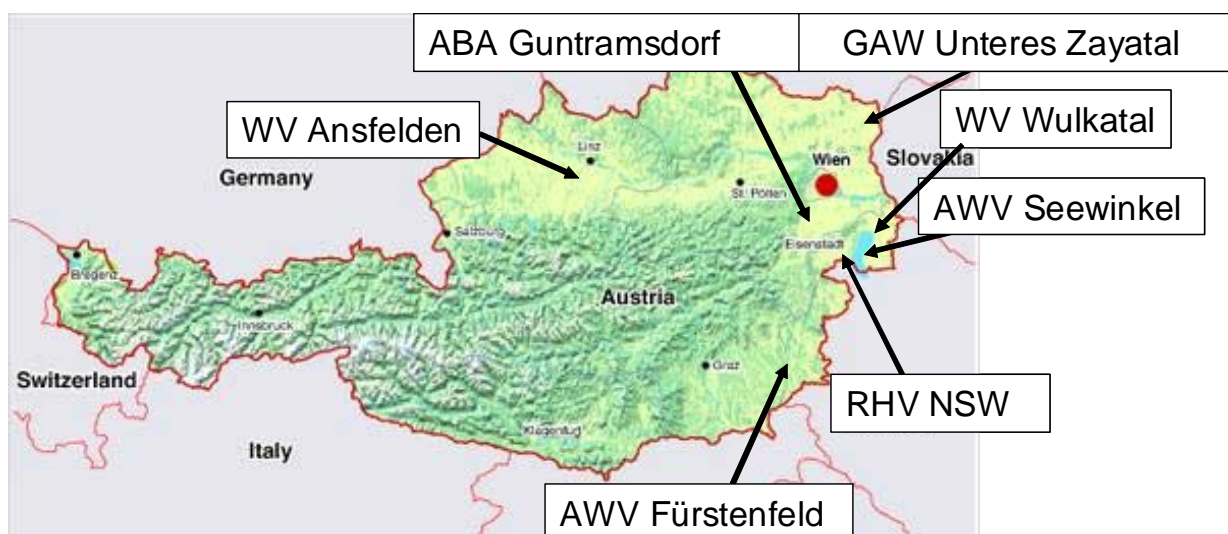 ABA Guntramsdorf
GAW Unteres Zayatal
WV Ansfelden
WV Wulkatal
Linz
Wien
Slovakia
Germany
St. Pölten
AWV Seewinkel
Salzburg
Eisenstadt
Bregenz
Austria
Innsbruck
Graz
Switzerland
RHV NSW
Klagenfurt
Italy
AWV Fürstenfeld